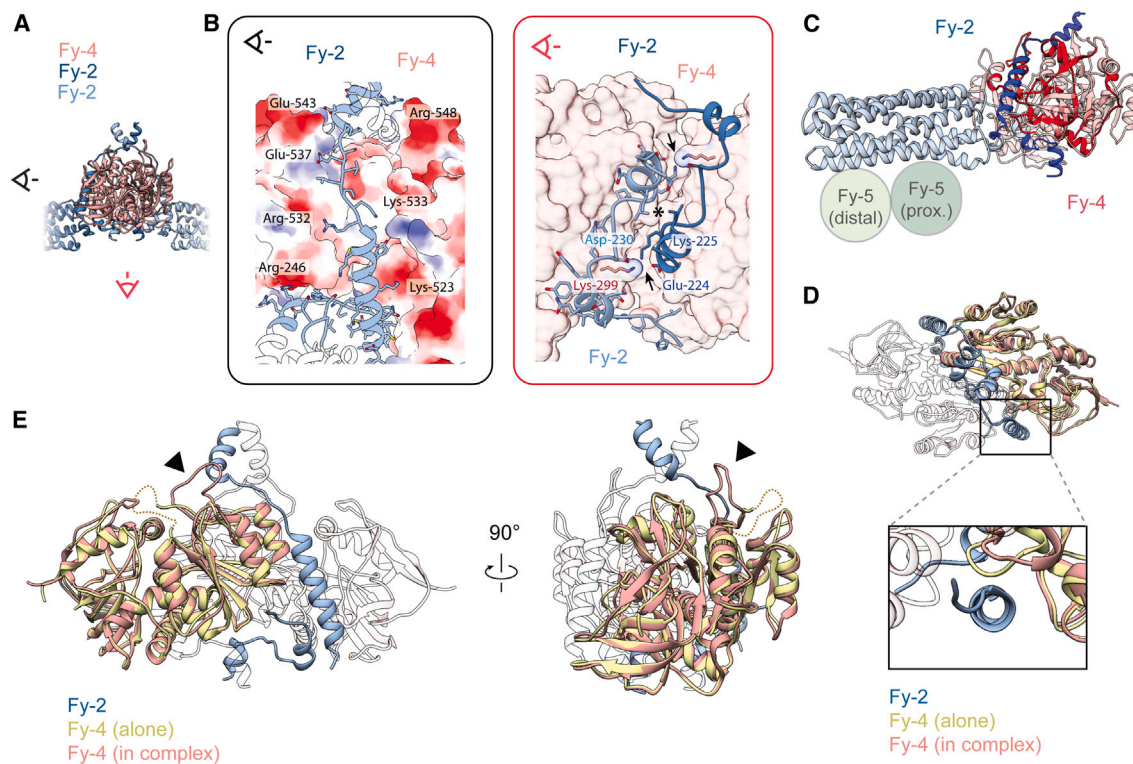 A
Fy-4
Fy-2
Fy-2
B
Fy-2
Fy-4
Glu-543
Arg-548
Glu-537
Lys-533
Arg-532
Arg-246
Lys-523
Fy-2
Fy-4
*
Asp-230
Lys-225
Lys-299
Glu-224
Fy-2
C
Fy-2
Fy-5
(distal)
Fy-5
(prox.)
Fy-4
D
Fy-2
Fy-4 (alone)
Fy-4 (in complex)
E
90°
Fy-2
Fy-4 (alone)
Fy-4 (in complex)